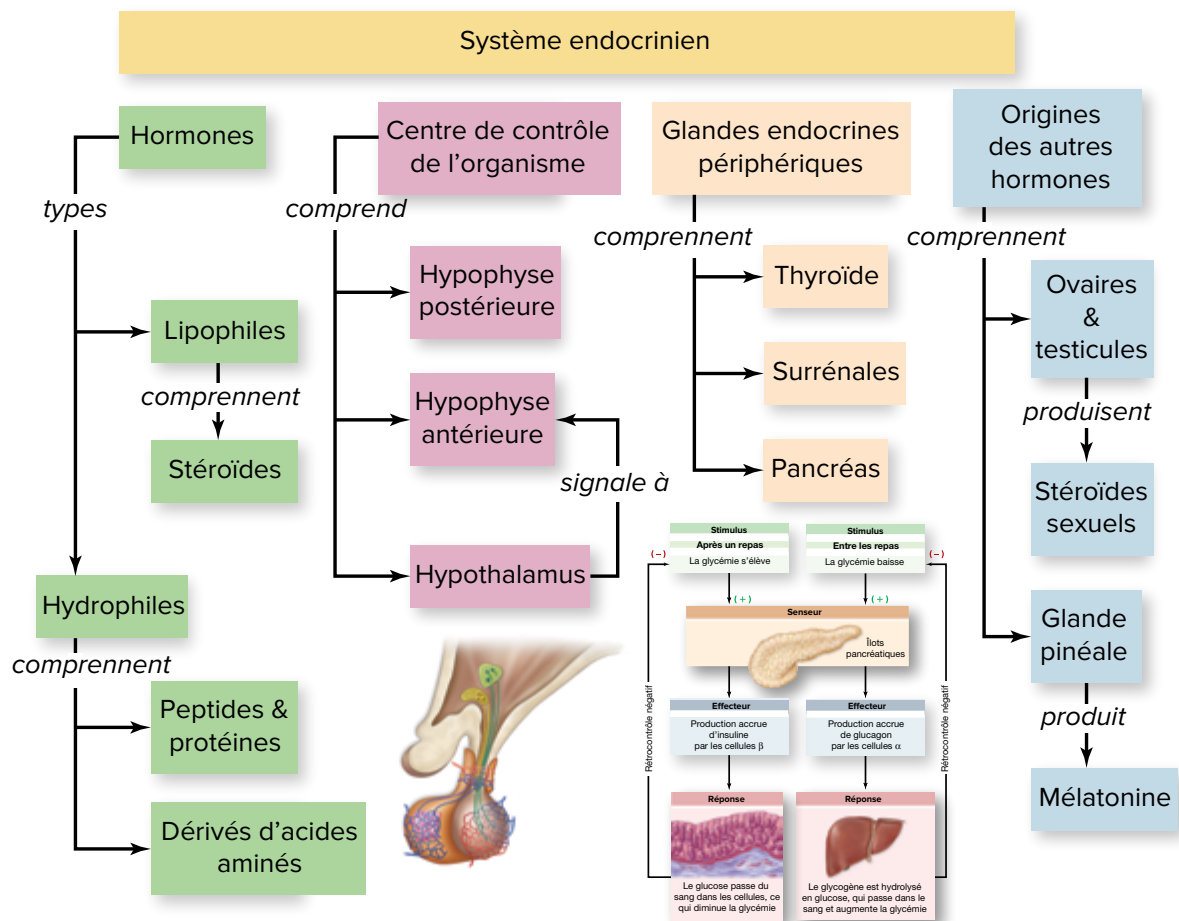 Système endocrinien
Hormones
types
Lipophiles
comprennent
Stéroïdes
Hydrophiles
comprennent
Peptides &
protéines
Dérivés d'acides
aminés
Centre de contrôle
de l'organisme
comprend
Hypophyse
postérieure
Hypophyse
antérieure
signale à
Hypothalamus
Glandes endocrines
périphériques
comprennent
Thyroïde
Surrénales
Pancréas
Stimulus
Après un repas
(−)
La glycémie s'élève
(+)
Stimulus
Entre les repas
(−)
La glycémie baisse
(+)
Senseur
Îlots
pancréatiques
Effecteur
Production accrue
d'insuline
par les cellules β
Effecteur
Production accrue
de glucagon
par les cellules α
Rétrocontrôle négatif
Rétrocontrôle négatif
Réponse
Le glucose passe du
sang dans les cellules, ce
qui diminue la glycémie
Réponse
Le glycogène est hydrolysé
en glucose, qui passe dans le
sang et augmente la glycémie
Origines
des autres
hormones
comprennent
Ovaires
&
testicules
produisent
Stéroïdes
sexuels
Glande
pinéale
produit
Mélatonine